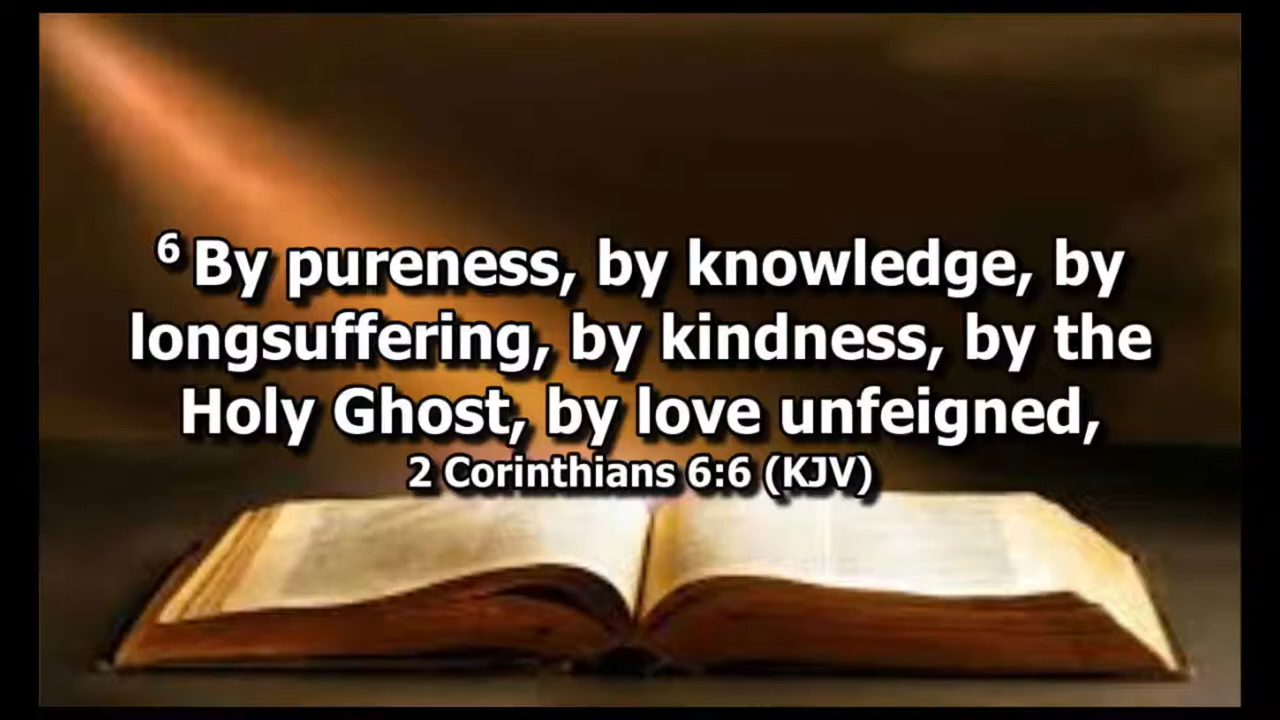 6 By pureness, by knowledge, by
longsuffering, by kindness, by the
Holy Ghost, by love unfeigned,
2 Corinthians 6:6 (KJV)